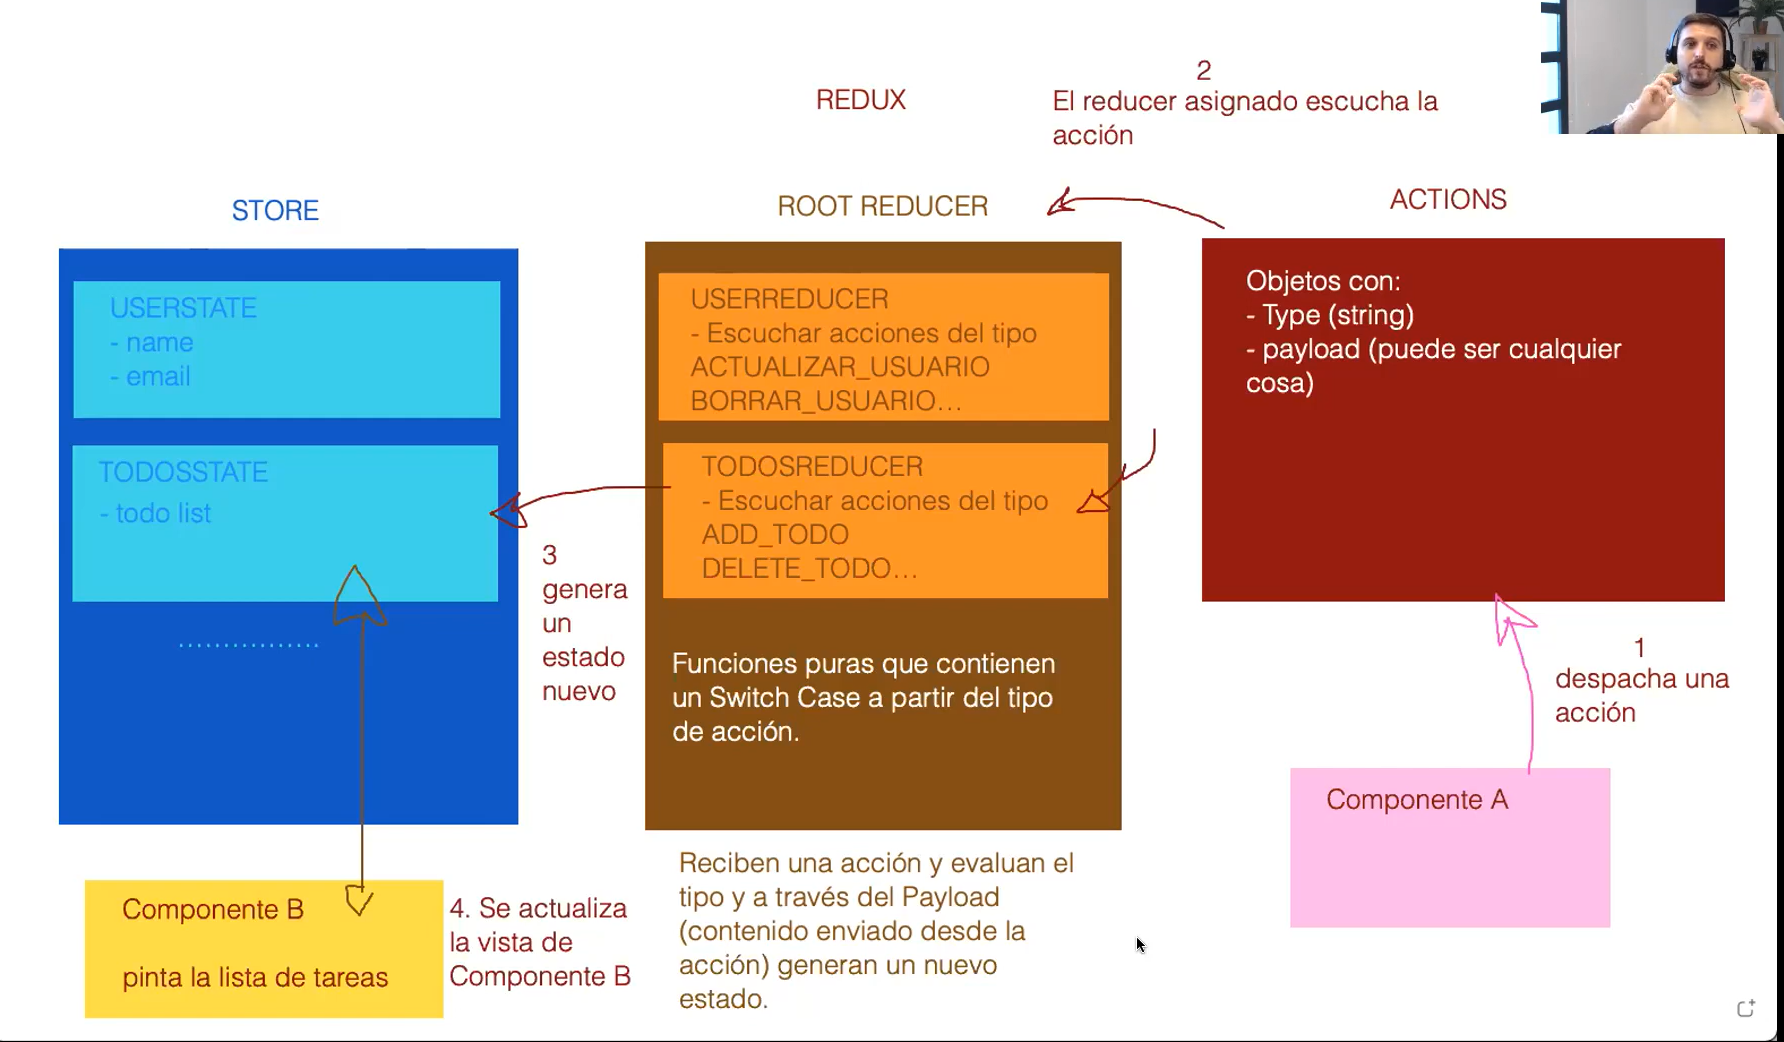 REDUX
2
El reducer asignado escucha la
acción
STORE
USERSTATE
- name
- email
TODOSSTATE
- todo list
................
3
genera
un
estado
nuevo
ROOT REDUCER
USERREDUCER
- Escuchar acciones del tipo
ACTUALIZAR_USUARIO
BORRAR_USUARIO...
TODOSREDUCER
- Escuchar acciones del tipo
ADD_TODO
DELETE_TODO...
Funciones puras que contienen
un Switch Case a partir del tipo
de acción.
Reciben una acción y evaluan el
tipo y a través del Payload
(contenido enviado desde la
acción) generan un nuevo
estado.
ACTIONS
Objetos con:
- Type (string)
- payload (puede ser cualquier
cosa)
1
despacha una
acción
Componente A
Componente B
pinta la lista de tareas
4. Se actualiza
la vista de
Componente B